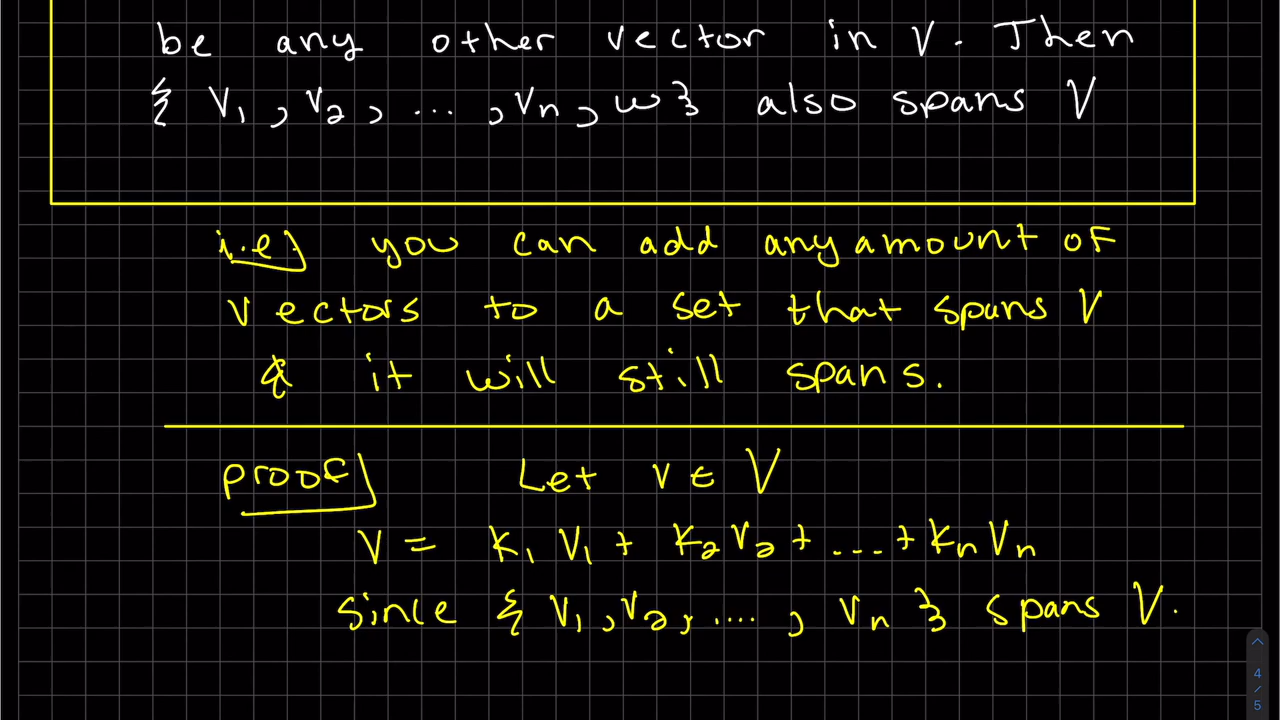 be any other vector in V. Then
{ v₁, v₂, ..., vₙ, w } also spans V
i.e] you can add any amount of
vectors to a set that spans V
& it will still spans.
proof] Let v ∈ V
v = k₁ v₁ + k₂ v₂ + ... + kₙ vₙ
since { v₁, v₂, ...., vₙ } spans V.
4
/
5